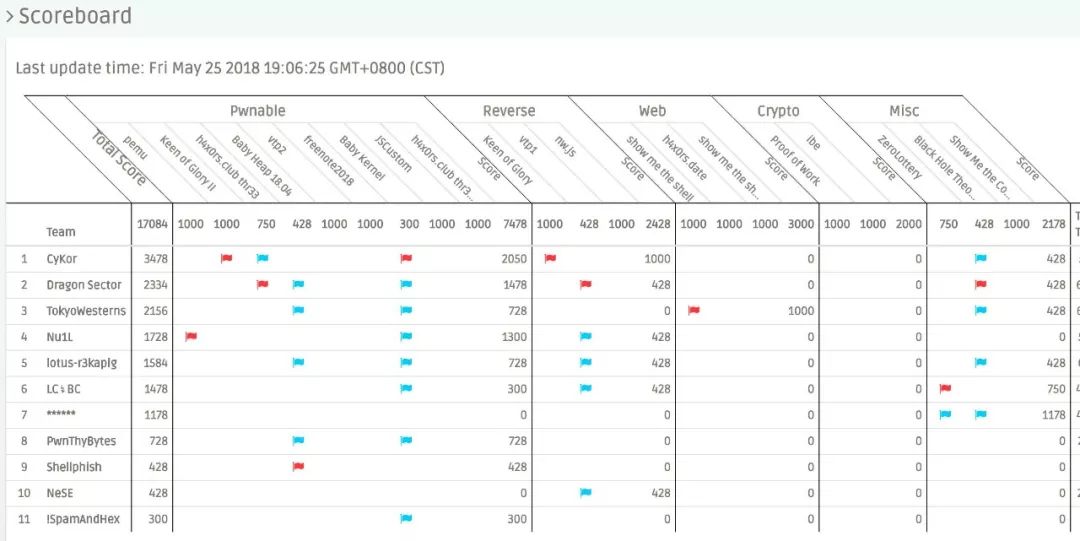 > Scoreboard
Last update time: Fri May 25 2018 19:06:25 GMT+0800 (CST)
Pwnable Reverse Web Crypto Misc
Total Score pemu Keen of Glory II h4x0rs.club thr33 Baby Heap 18.04 vtp2 freenote2018 Baby Kernel JSCustom h4x0rs.club thr3... Score Keen of Glory vtp1 nw.js Score show me the shell h4x0rs.date show me the sh... Score Proof of Work ibe Score ZeroLottery Black Hole Theo... Show Me the Co... Score
Team 17084 1000 1000 750 428 1000 1000 300 1000 1000 7478 1000 428 1000 2428 1000 1000 1000 3000 1000 1000 2000 750 428 1000 2178
1 CyKor 3478 2050 1000 0 0 428
2 Dragon Sector 2334 1478 428 0 0 428
3 TokyoWesterns 2156 728 0 1000 0 428
4 Nu1L 1728 1300 428 0 0 0
5 lotus-r3kapig 1584 728 428 0 0 428
6 LC↯BC 1478 300 428 0 0 750
7 ****** 1178 0 0 0 0 1178
8 PwnThyBytes 728 728 0 0 0 0
9 Shellphish 428 428 0 0 0 0
10 NeSE 428 0 428 0 0 0
11 !SpamAndHex 300 300 0 0 0 0